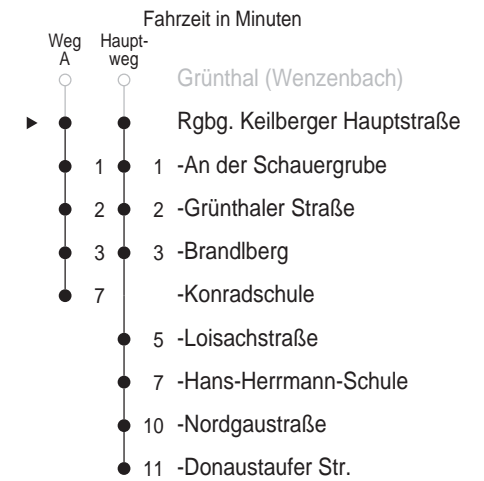 Fahrzeit in Minuten
Weg A
Haupt-
weg
Grünthal (Wenzenbach)
Rgbg. Keilberger Hauptstraße
1 1 -An der Schauergrube
2 2 -Grünthaler Straße
3 3 -Brandlberg
7 -Konradschule
5 -Loisachstraße
7 -Hans-Herrmann-Schule
10 -Nordgaustraße
11 -Donaustaufer Str.